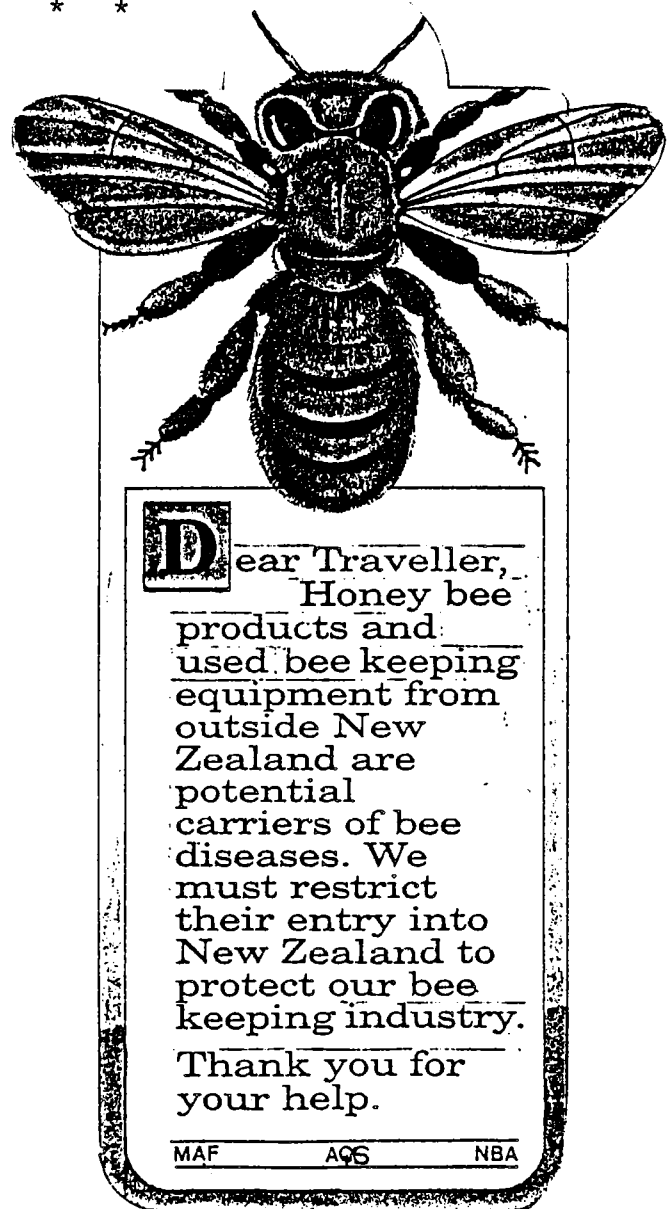 * *
Dear Traveller,
Honey bee
products and
used bee keeping
equipment from
outside New
Zealand are
potential
carriers of bee
diseases. We
must restrict
their entry into
New Zealand to
protect our bee
keeping industry.
Thank you for
your help.
MAF AQS NBA